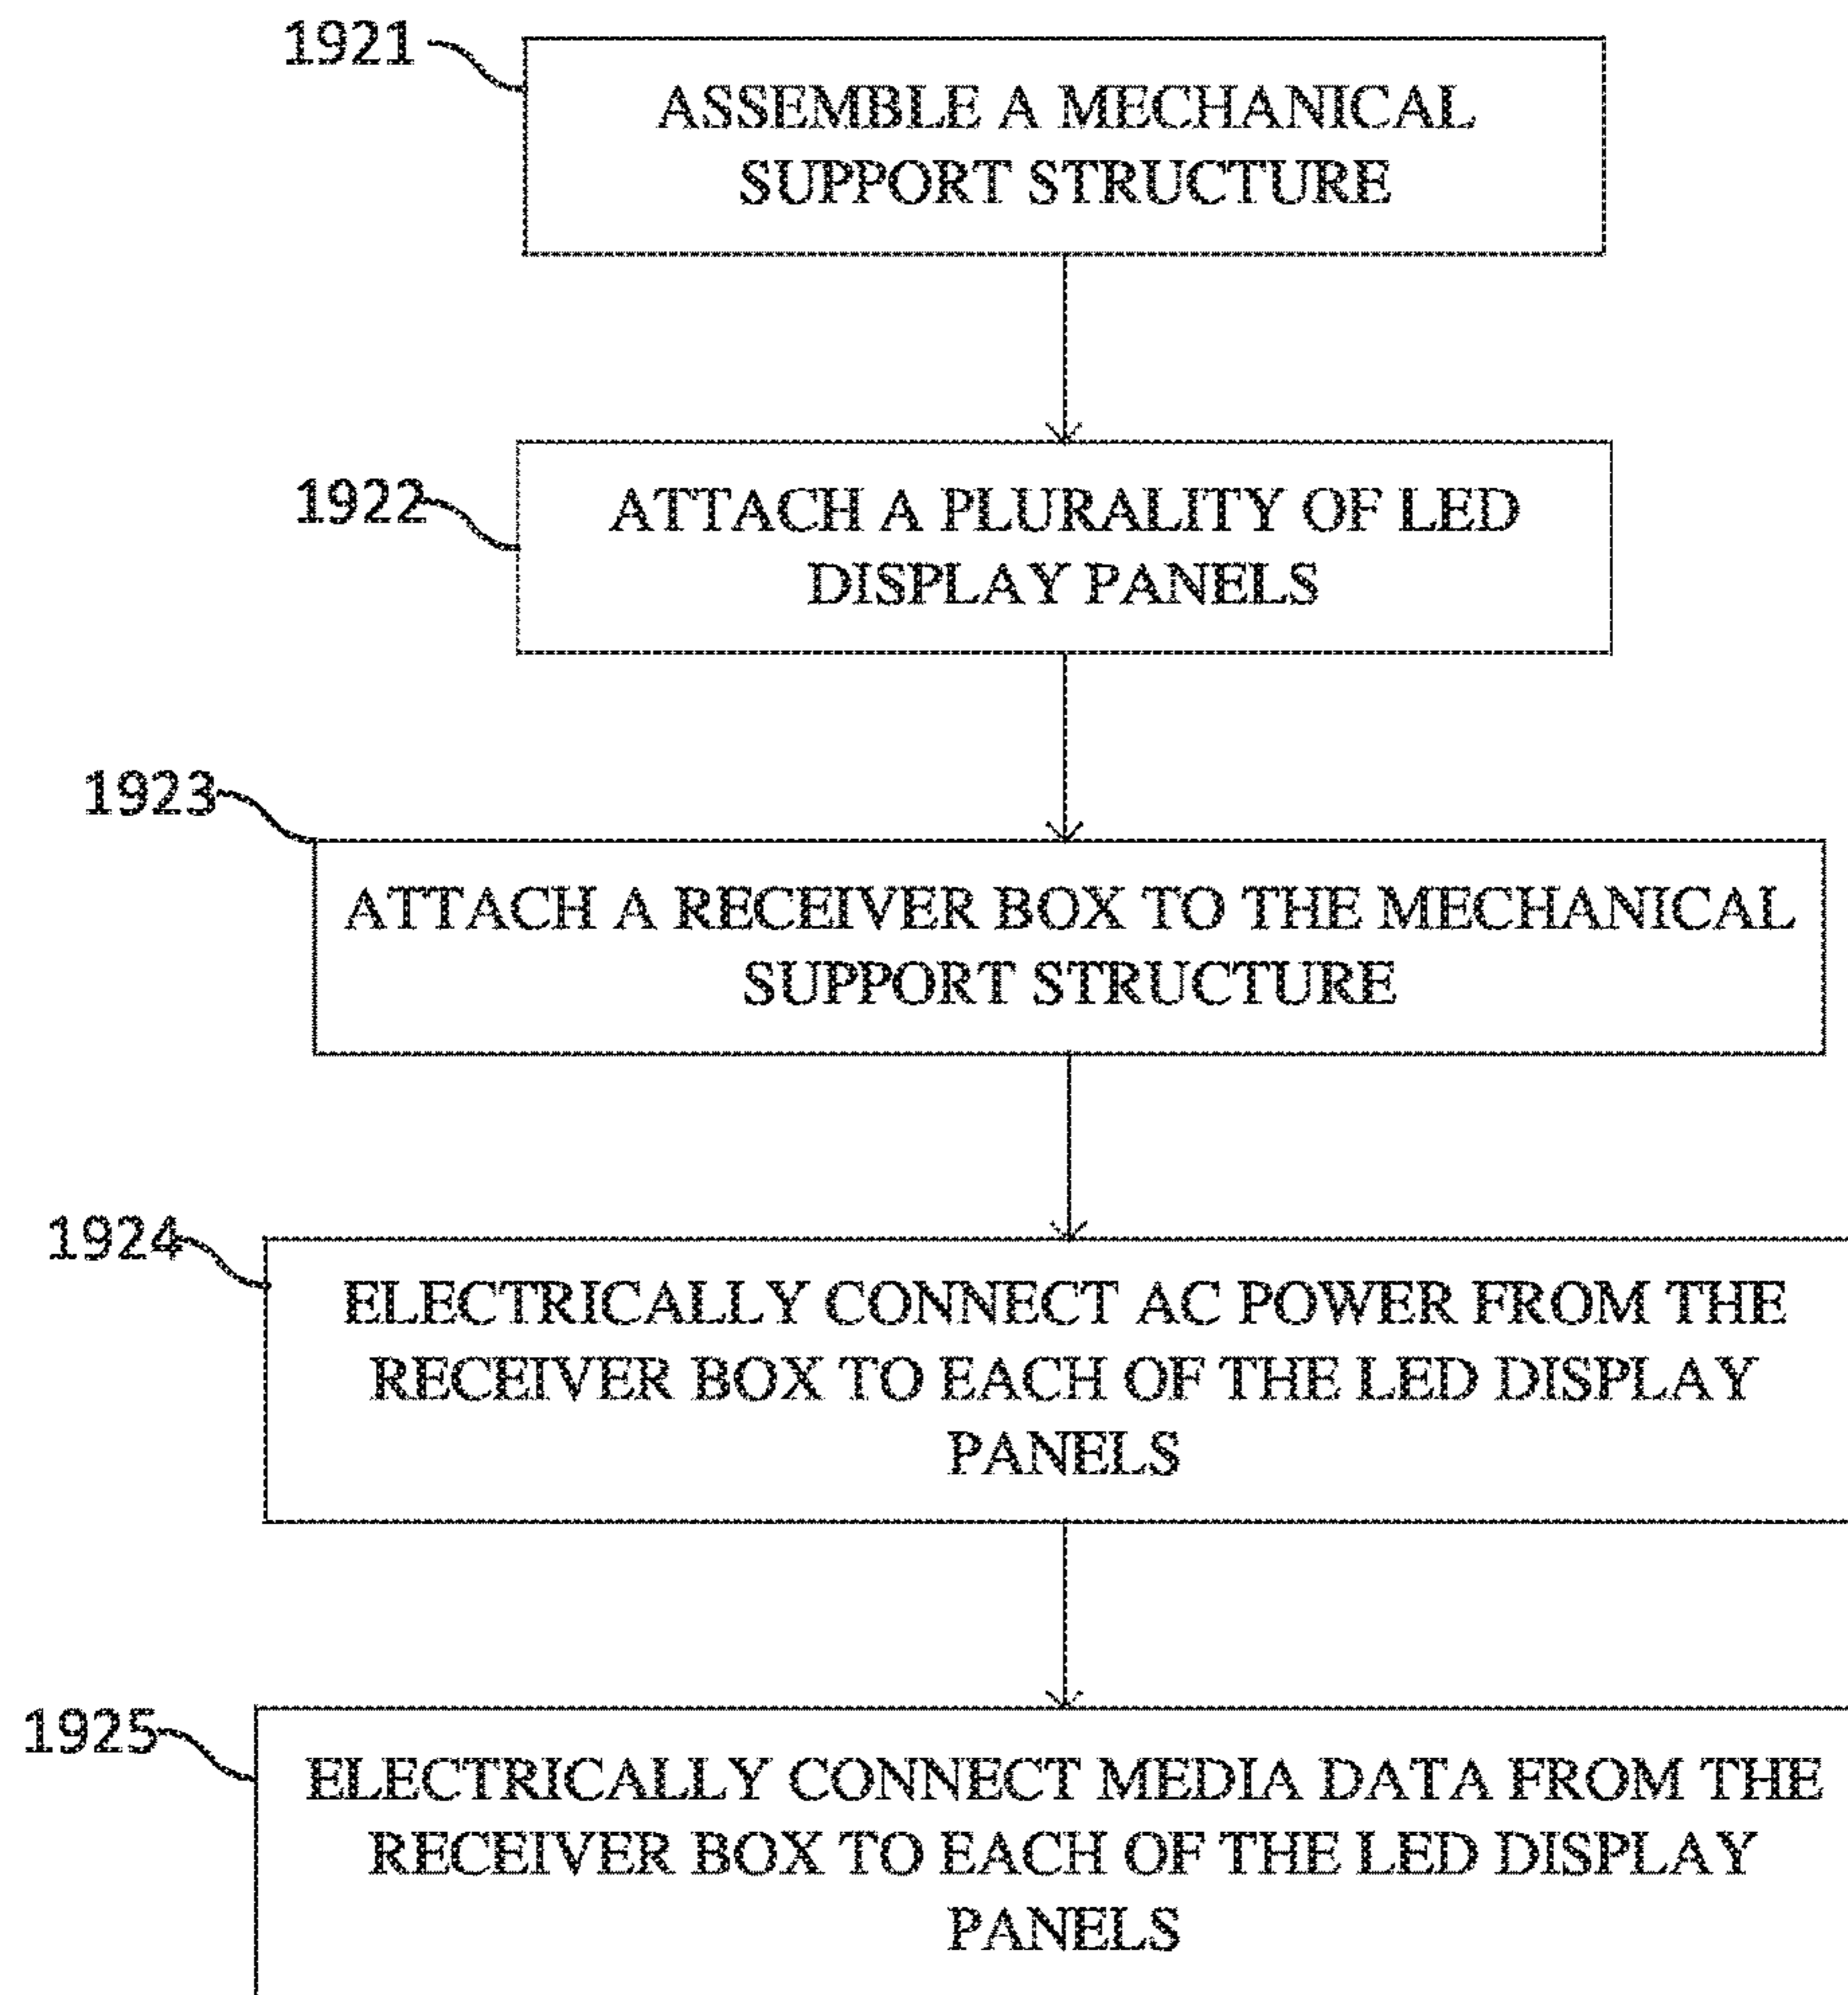 1921
ASSEMBLE A MECHANICAL
SUPPORT STRUCTURE
1922
ATTACH A PLURALITY OF LED
DISPLAY PANELS
1923
ATTACH A RECEIVER BOX TO THE MECHANICAL
SUPPORT STRUCTURE
1924
ELECTRICALLY CONNECT AC POWER FROM THE
RECEIVER BOX TO EACH OF THE LED DISPLAY
PANELS
1925
ELECTRICALLY CONNECT MEDIA DATA FROM THE
RECEIVER BOX TO EACH OF THE LED DISPLAY
PANELS